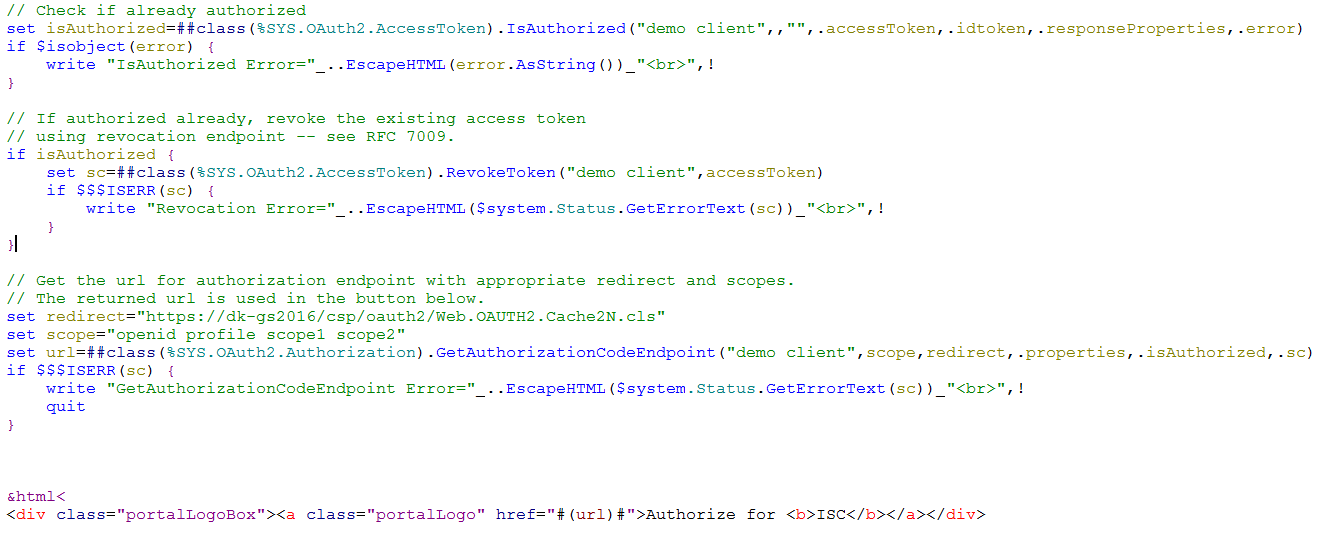 // Check if already authorized
set isAuthorized=##class(%SYS.OAuth2.AccessToken).IsAuthorized("demo client",,"",.accessToken,.idtoken,.responseProperties,.error)
if $isobject(error) {
    write "IsAuthorized Error="_..EscapeHTML(error.AsString())_"<br>",!
}
// If authorized already, revoke the existing access token
// using revocation endpoint -- see RFC 7009.
if isAuthorized {
    set sc=##class(%SYS.OAuth2.AccessToken).RevokeToken("demo client",accessToken)
    if $$$ISERR(sc) {
        write "Revocation Error="_..EscapeHTML($system.Status.GetErrorText(sc))_"<br>",!
    }
}
// Get the url for authorization endpoint with appropriate redirect and scopes.
// The returned url is used in the button below.
set redirect="https://dk-gs2016/csp/oauth2/Web.OAUTH2.Cache2N.cls"
set scope="openid profile scope1 scope2"
set url=##class(%SYS.OAuth2.Authorization).GetAuthorizationCodeEndpoint("demo client",scope,redirect,.properties,.isAuthorized,.sc)
if $$$ISERR(sc) {
    write "GetAuthorizationCodeEndpoint Error="_..EscapeHTML($system.Status.GetErrorText(sc))_"<br>",!
    quit
}
&html<
<div class="portalLogoBox"><a class="portalLogo" href="#(url)#">Authorize for <b>ISC</b></a></div>